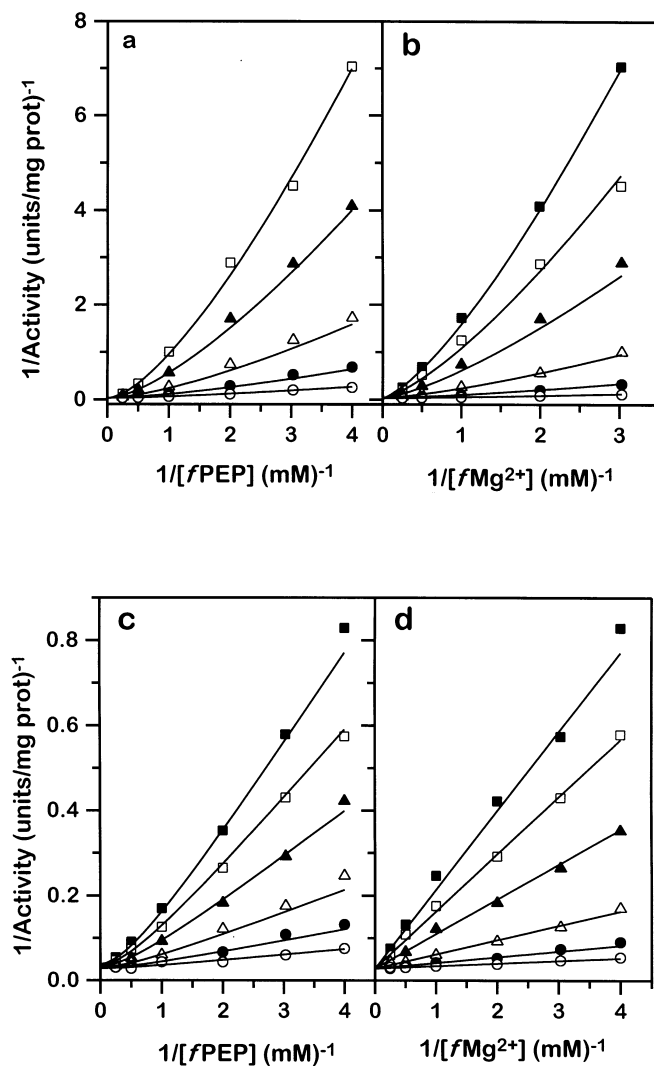 a
b
8
6
4
2
0
1/Activity (units/mg prot)-1
0 1 2 3 4 0 1 2 3
1/[fPEP] (mM)-1
1/[fMg2+] (mM)-1
c
d
0.8
0.6
0.4
0.2
0.0
1/Activity (units/mg prot)-1
0 1 2 3 4 0 1 2 3 4
1/[fPEP] (mM)-1
1/[fMg2+] (mM)-1